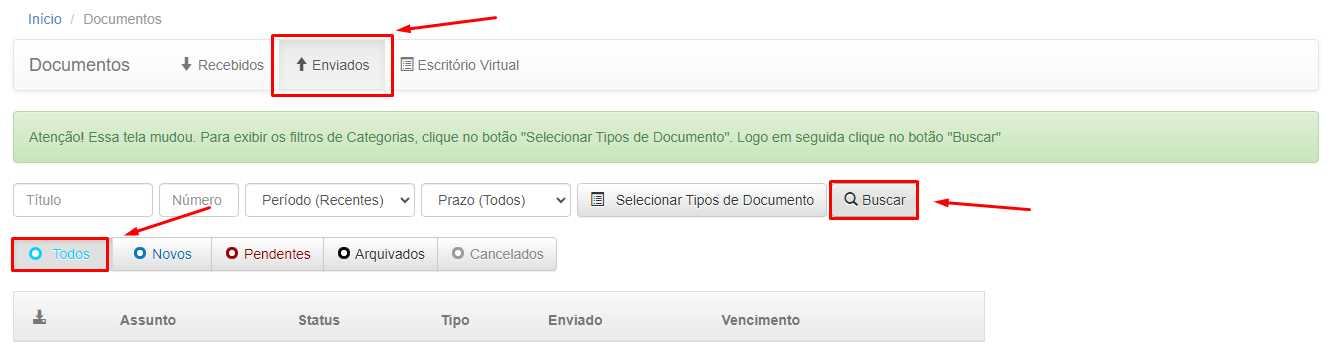 Início / Documentos
Documentos Recebidos Enviados Escritório Virtual
Atenção! Essa tela mudou. Para exibir os filtros de Categorias, clique no botão "Selecionar Tipos de Documento". Logo em seguida clique no botão "Buscar"
Título Número Período (Recentes) Prazo (Todos) Selecionar Tipos de Documento Buscar
Todos Novos Pendentes Arquivados Cancelados
Assunto Status Tipo Enviado Vencimento